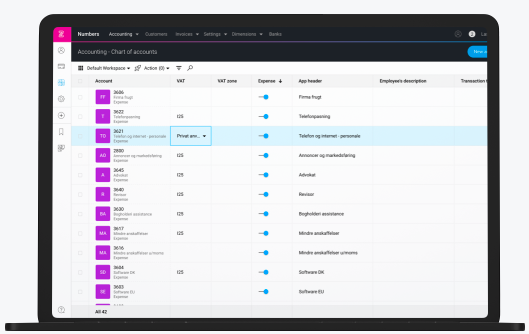 Numbers Accounting Customers Invoices Settings Dimensions Banks
Accounting - Chart of accounts
Default Workspace Action (0)
Account VAT VAT zone Expense App header Employee's description
FF 3606 Firma frugt Expense Firma frugt
T 3622 Telefonpasning Expense I25 Telefonpasning
TO 3621 Telefon og internet - personale Expense Privat anv... Telefon og internet - personale
AO 2800 Annoncer og markedsføring Expense I25 Annoncer og markedsføring
A 3645 Advokat Expense I25 Advokat
R 3640 Revisor Expense I25 Revisor
BA 3630 Bogholderi assistance Expense I25 Bogholderi assistance
MA 3617 Mindre anskaffelser Expense I25 Mindre anskaffelser
MA 3616 Mindre anskaffelser u/moms Expense Mindre anskaffelser u/moms
SD 3604 Software DK Expense I25 Software DK
SE 3603 Software EU Expense Software EU
All 42